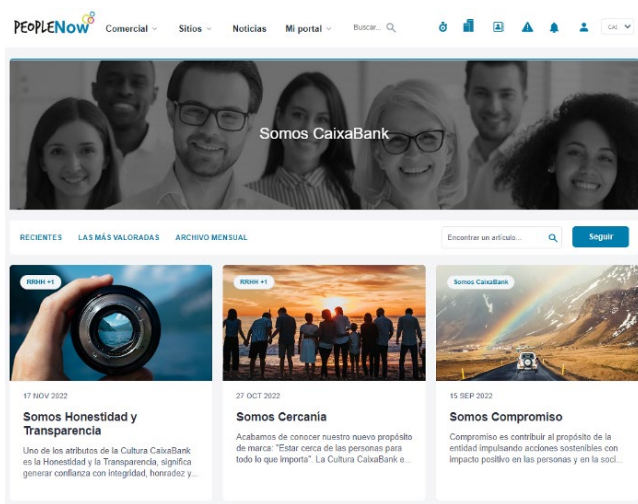 PEOPLENow
Comercial Sitios Noticias Mi portal Buscar... CAS
Somos CaixaBank
RECIENTES LAS MÁS VALORADAS ARCHIVO MENSUAL Encontrar un artículo... Seguir
RRHH +1
17 NOV 2022
Somos Honestidad y
Transparencia
Uno de los atributos de la Cultura CaixaBank
es la Honestidad y la Transparencia, significa
generar confianza con integridad, honradez y...
RRHH +1
27 OCT 2022
Somos Cercanía
Acabamos de conocer nuestro nuevo propósito
de marca: "Estar cerca de las personas para
todo lo que importa". La Cultura CaixaBank e...
Somos CaixaBank
15 SEP 2022
Somos Compromiso
Compromiso es contribuir al propósito de la
entidad impulsando acciones sostenibles con
impacto positivo en las personas y en la soci...